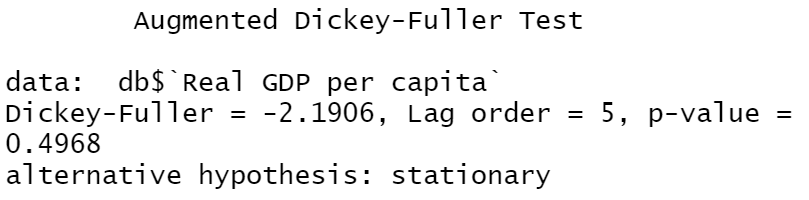 Augmented Dickey-Fuller Test
data:  db$`Real GDP per capita`
Dickey-Fuller = -2.1906, Lag order = 5, p-value =
0.4968
alternative hypothesis: stationary